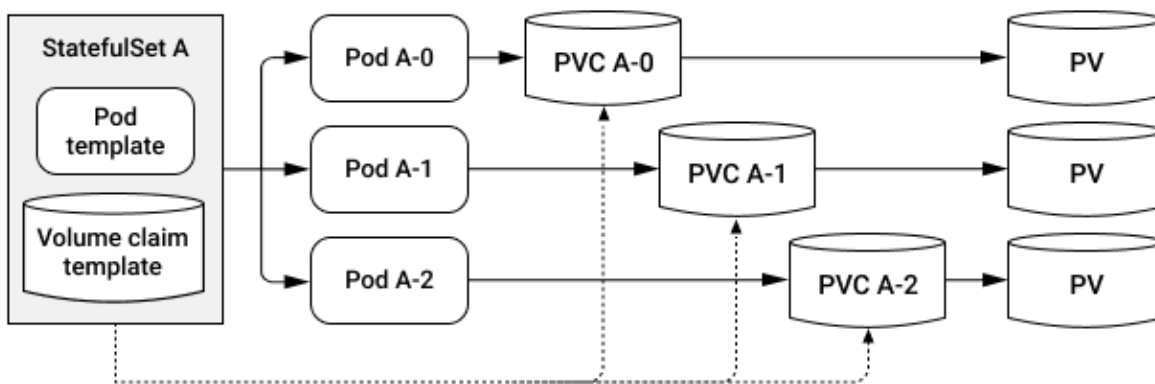 StatefulSet A
Pod
template
Volume claim
template
Pod A-0
PVC A-0
PV
Pod A-1
PVC A-1
PV
Pod A-2
PVC A-2
PV